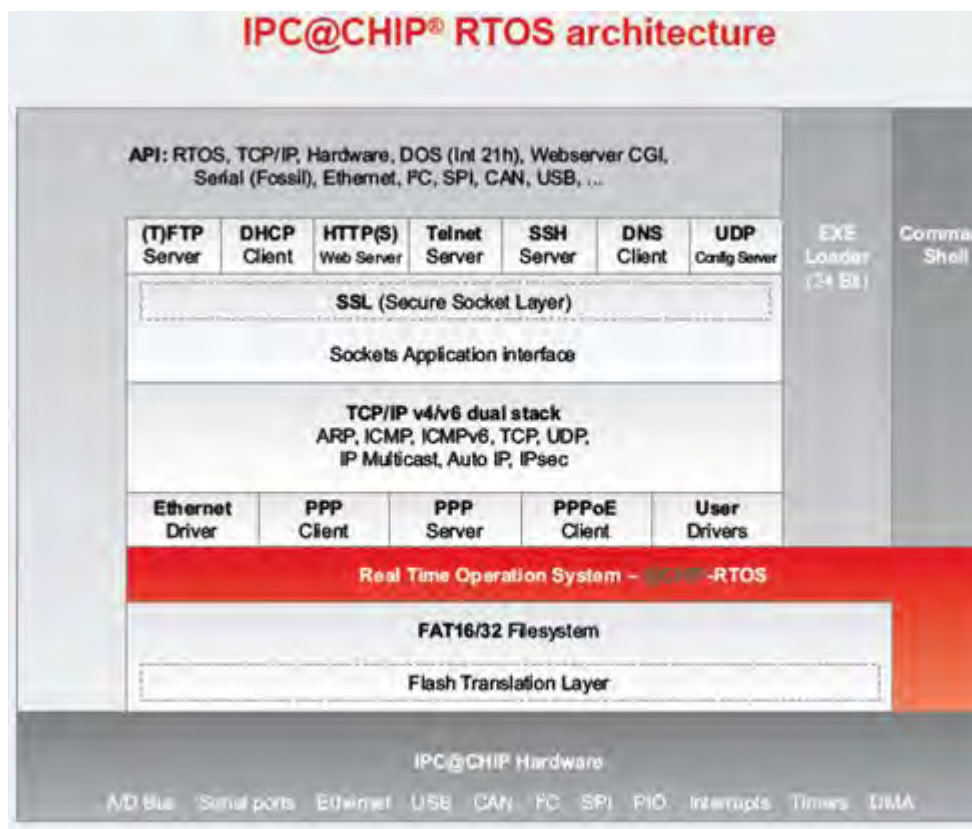 IPC@CHIP® RTOS architecture
API: RTOS, TCP/IP, Hardware, DOS (Int 21h), Webserver CGI,
Serial (Fossil), Ethernet, I²C, SPI, CAN, USB, ...
(T)FTP Server
DHCP Client
HTTP(S) Web Server
Telnet Server
SSH Server
DNS Client
UDP Config Server
EXE Loader (24 Bit)
Comma
Shell
SSL (Secure Socket Layer)
Sockets Application interface
TCP/IP v4/v6 dual stack
ARP, ICMP, ICMPv6, TCP, UDP,
IP Multicast, Auto IP, IPsec
Ethernet Driver
PPP Client
PPP Server
PPPoE Client
User Drivers
Real Time Operation System – @CHIP-RTOS
FAT16/32 Filesystem
Flash Translation Layer
IPC@CHIP Hardware
A/D Bus Serial ports Ethernet USB CAN I²C SPI PIO Interrupts Timers DMA